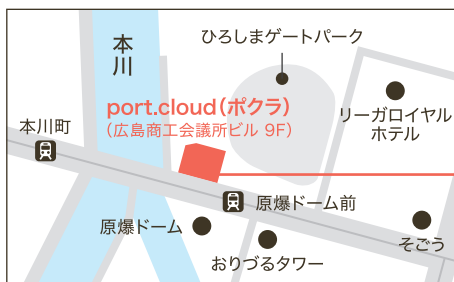 本川
ひろしまゲートパーク
port.cloud(ポクラ)
(広島商工会議所ビル 9F)
リーガロイヤル
ホテル
本川町
原爆ドーム前
原爆ドーム
そごう
おりづるタワー